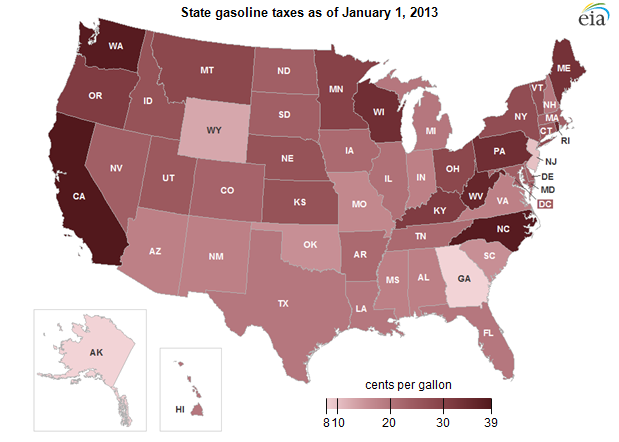 State gasoline taxes as of January 1, 2013
eia
WA
MT
ND
MN
ME
OR
ID
SD
WI
VT
NH
WY
MI
NY
MA
CT
RI
NE
IA
PA
NJ
NV
UT
CO
IL
IN
OH
DE
MD
CA
KS
MO
KY
WV
VA
DC
AZ
NM
OK
AR
TN
NC
SC
TX
LA
MS
AL
GA
FL
AK
HI
cents per gallon
8 10 20 30 39